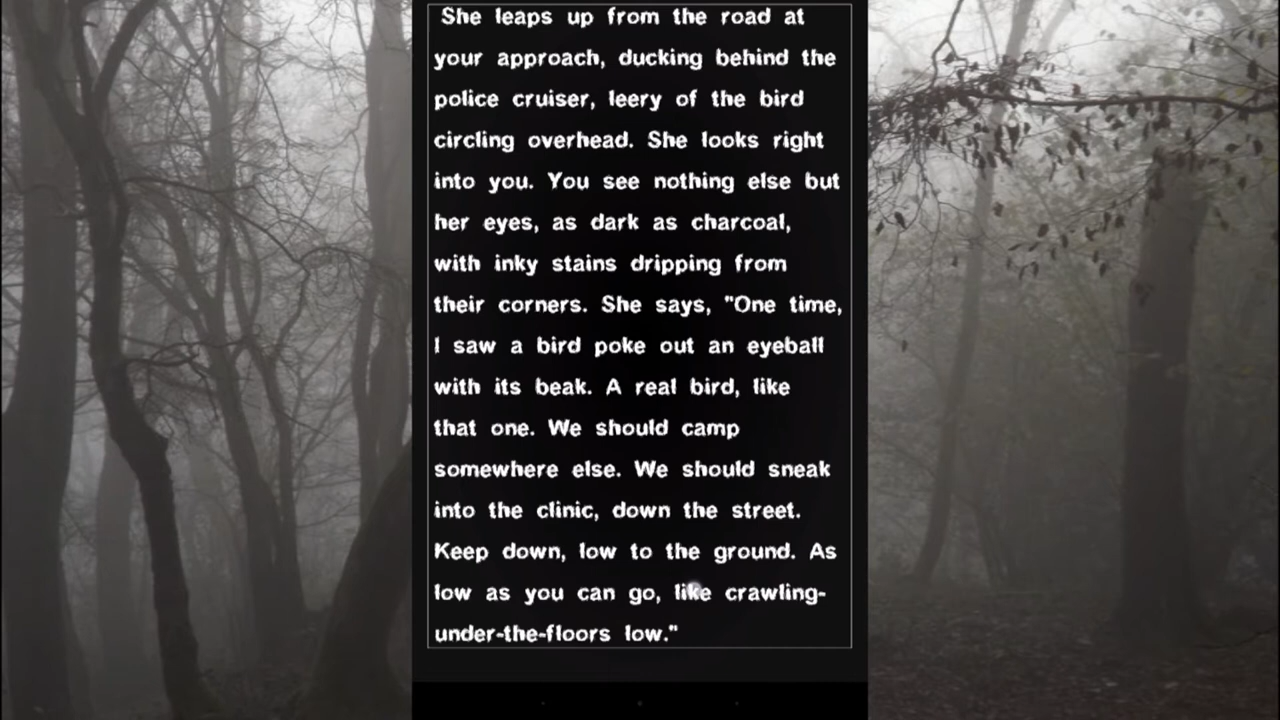 She leaps up from the road at
your approach, ducking behind the
police cruiser, leery of the bird
circling overhead. She looks right
into you. You see nothing else but
her eyes, as dark as charcoal,
with inky stains dripping from
their corners. She says, "One time,
I saw a bird poke out an eyeball
with its beak. A real bird, like
that one. We should camp
somewhere else. We should sneak
into the clinic, down the street.
Keep down, low to the ground. As
low as you can go, like crawling-
under-the-floors low."